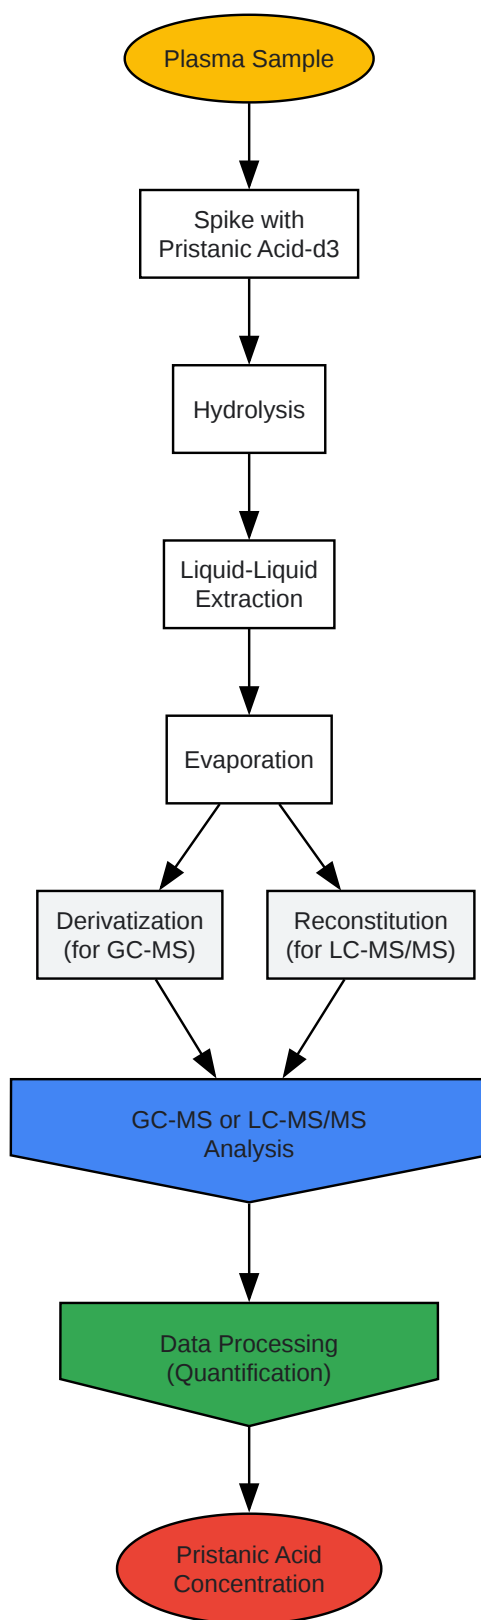 Plasma Sample
Spike with
Pristanic Acid-d3
Hydrolysis
Liquid-Liquid
Extraction
Evaporation
Derivatization
(for GC-MS)
Reconstitution
(for LC-MS/MS)
GC-MS or LC-MS/MS
Analysis
Data Processing
(Quantification)
Pristanic Acid
Concentration